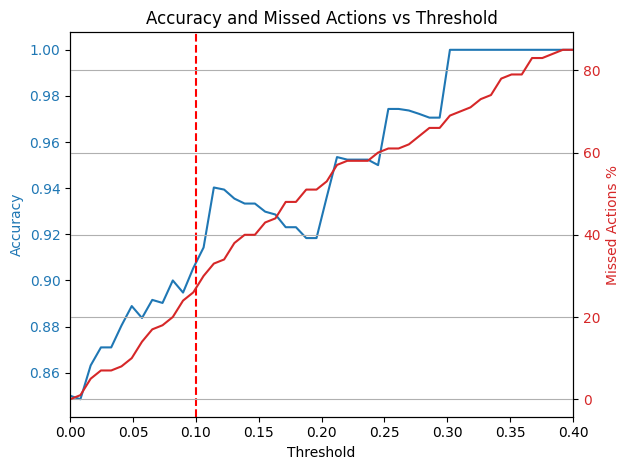 Accuracy and Missed Actions vs Threshold
1.00
0.98
0.96
0.94
0.92
0.90
0.88
0.86
Accuracy
80
60
40
20
0
Missed Actions %
0.00 0.05 0.10 0.15 0.20 0.25 0.30 0.35 0.40
Threshold